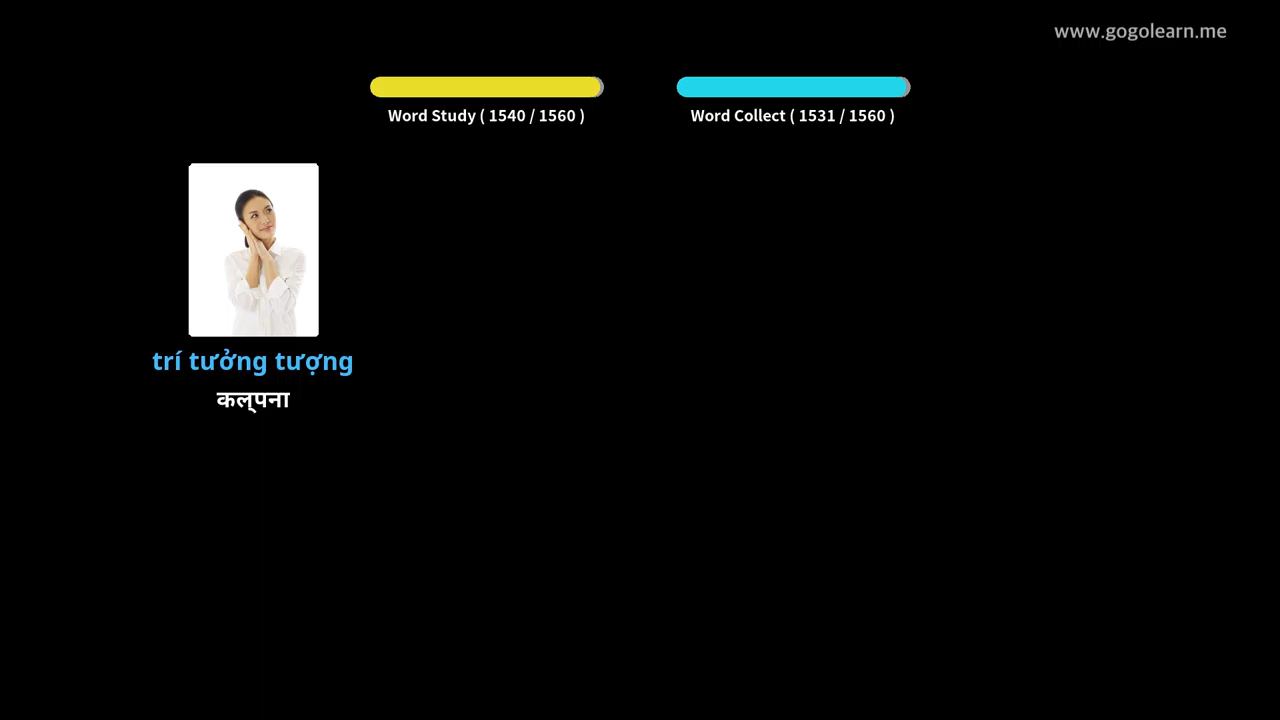 www.gogolearn.me
Word Study ( 1540 / 1560 )
Word Collect ( 1531 / 1560 )
trí tưởng tượng
कल्पना